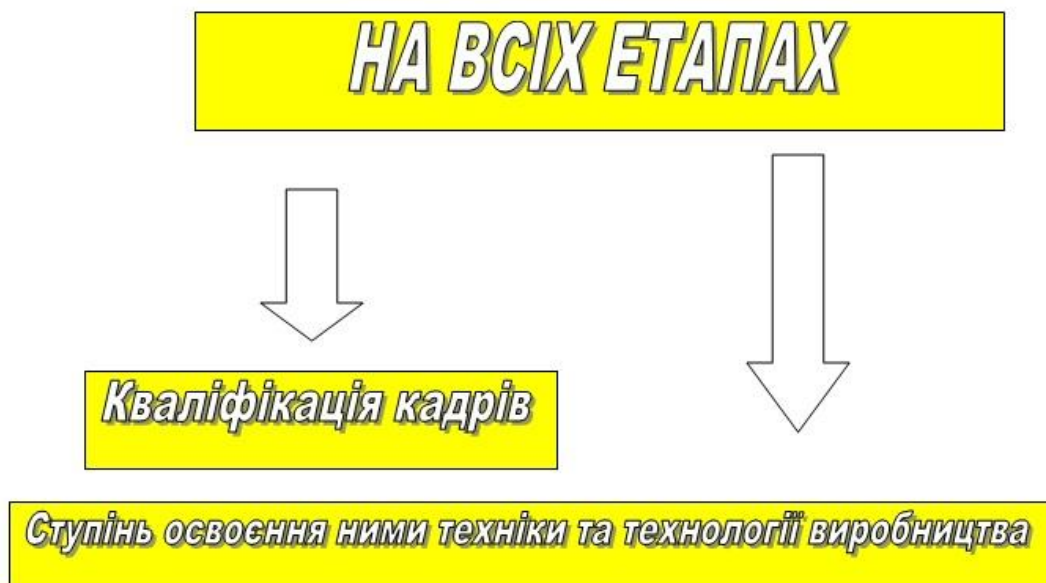 НА ВСІХ ЕТАПАХ
Кваліфікація кадрів
Ступінь освоєння ними техніки та технології виробництва